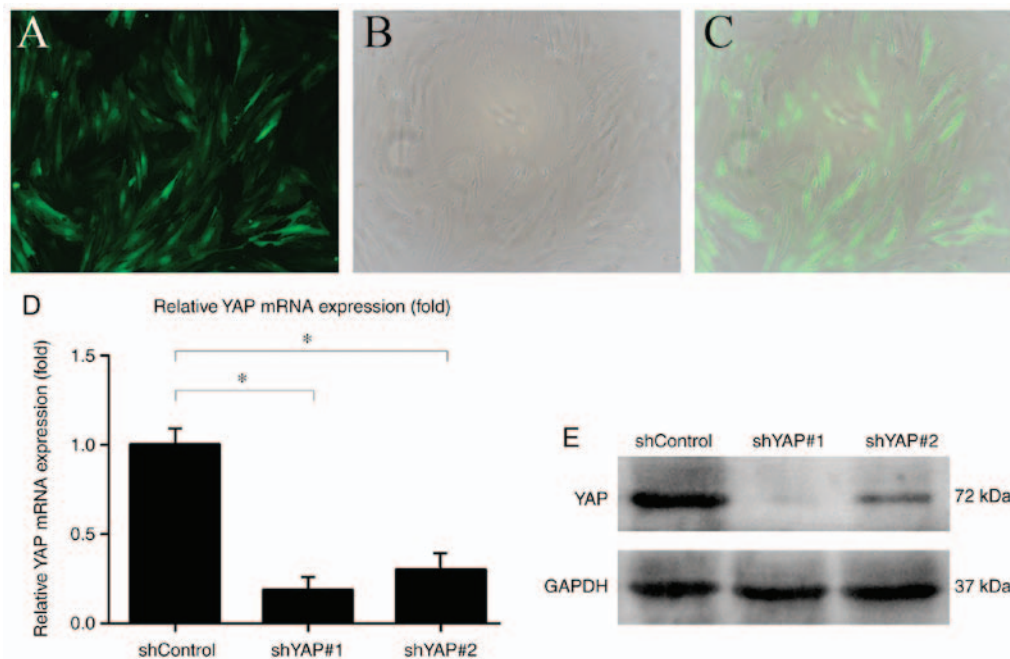 A
B
C
D
Relative YAP mRNA expression (fold)
Relative YAP mRNA expression (fold)
1.5
1.0
0.5
0.0
*
*
shControl
shYAP#1
shYAP#2
E
shControl
shYAP#1
shYAP#2
YAP
72 kDa
GAPDH
37 kDa